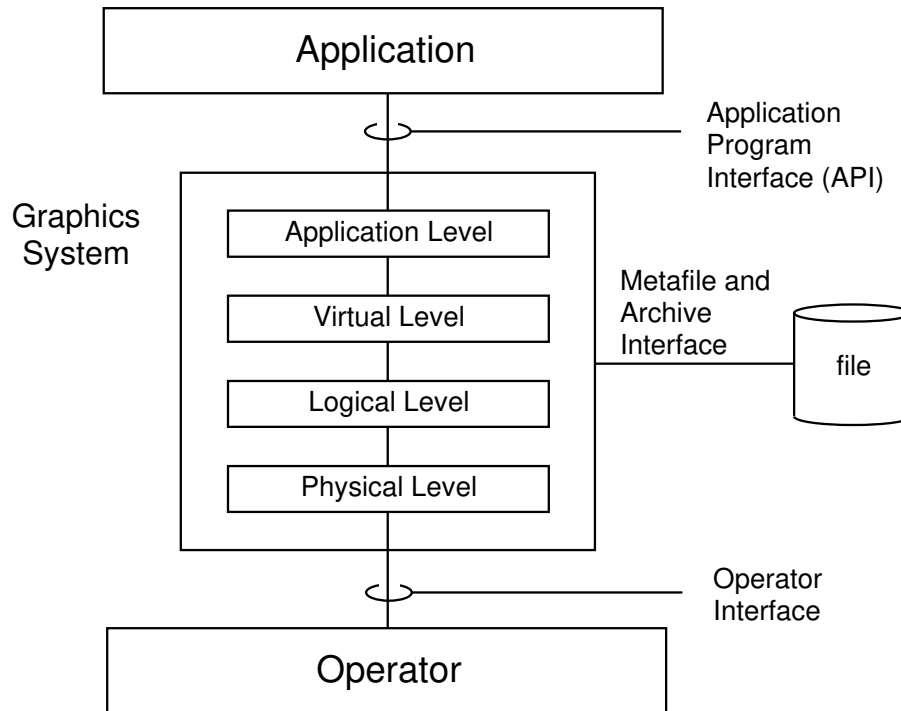 Application
Application
Program
Interface (API)
Graphics
System
Application Level
Virtual Level
Logical Level
Physical Level
Metafile and
Archive
Interface
file
Operator
Interface
Operator